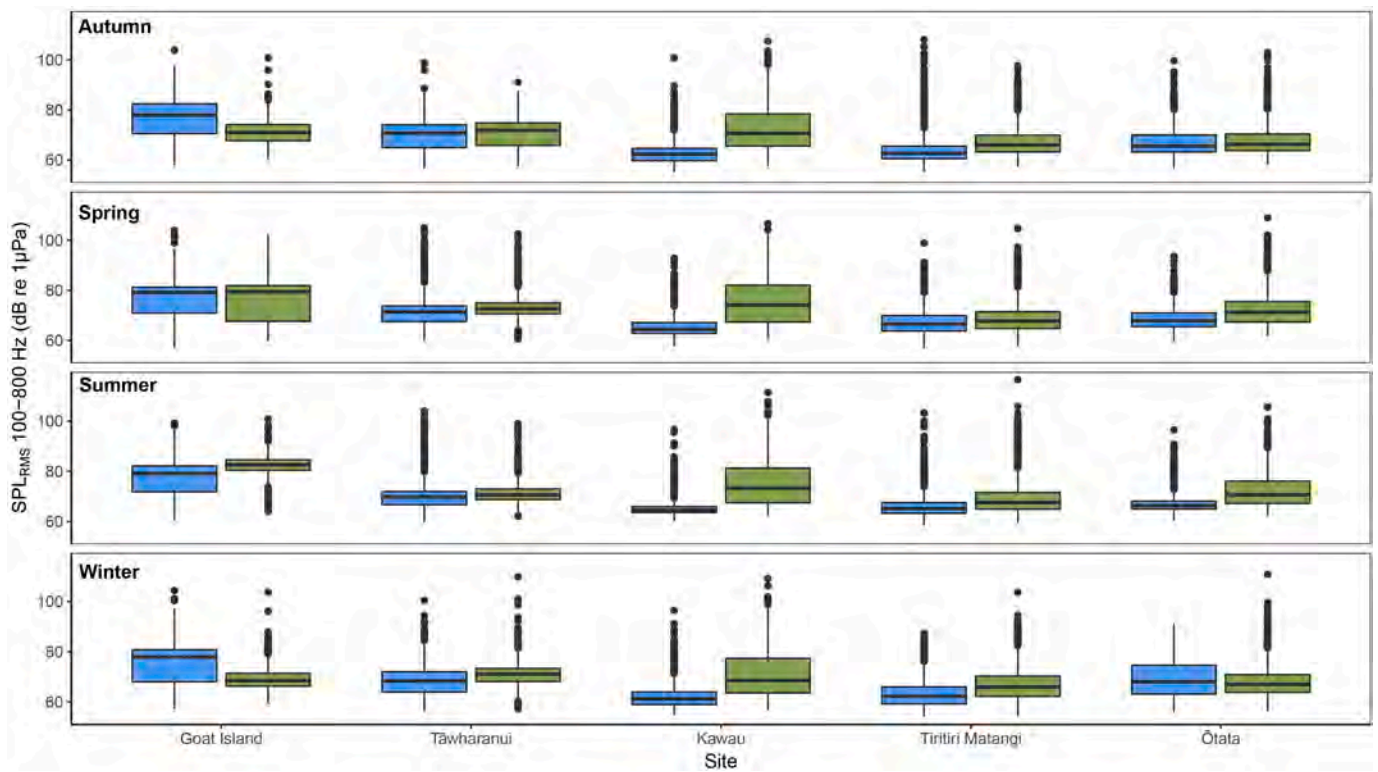 Autumn
100
80
60
Spring
100
80
60
Summer
100
80
60
Winter
100
80
60
SPLRMS 100−800 Hz (dB re 1μPa)
Goat Island Tāwharanui Kawau Tiritiri Matangi Ōtata
Site